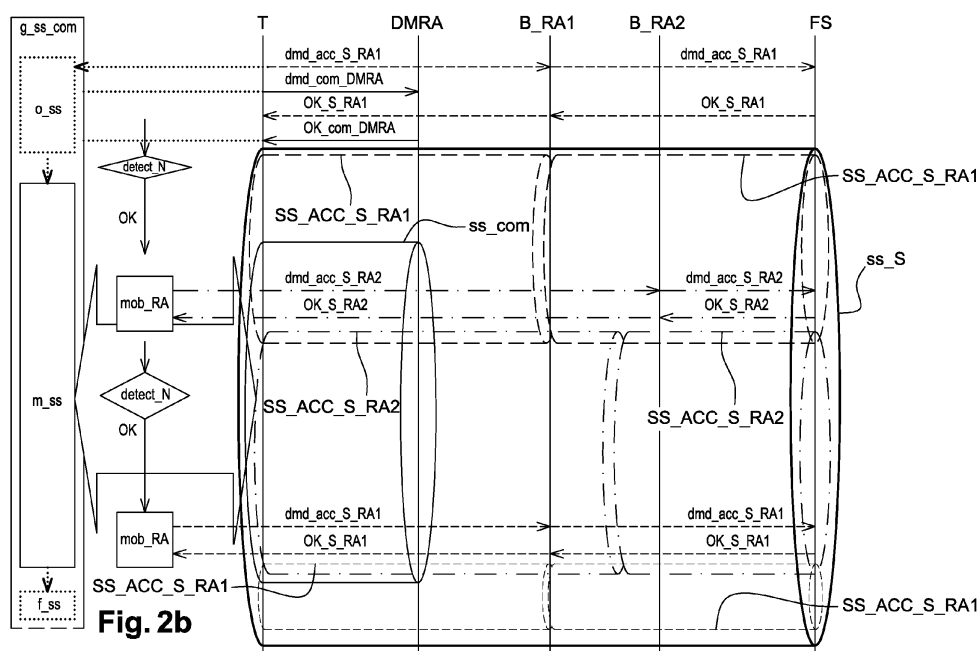 g_ss_com
T
DMRA
B_RA1
B_RA2
FS
dmd_acc_S_RA1
dmd_acc_S_RA1
dmd_com_DMRA
o_ss
OK_S_RA1
OK_S_RA1
OK_com_DMRA
detect_N
SS_ACC_S_RA1
SS_ACC_S_RA1
OK
ss_com
ss_S
dmd_acc_S_RA2
dmd_acc_S_RA2
mob_RA
OK_S_RA2
OK_S_RA2
m_ss
detect_N
SS_ACC_S_RA2
SS_ACC_S_RA2
OK
dmd_acc_S_RA1
dmd_acc_S_RA1
mob_RA
OK_S_RA1
OK_S_RA1
SS_ACC_S_RA1
f_ss
SS_ACC_S_RA1
Fig. 2b